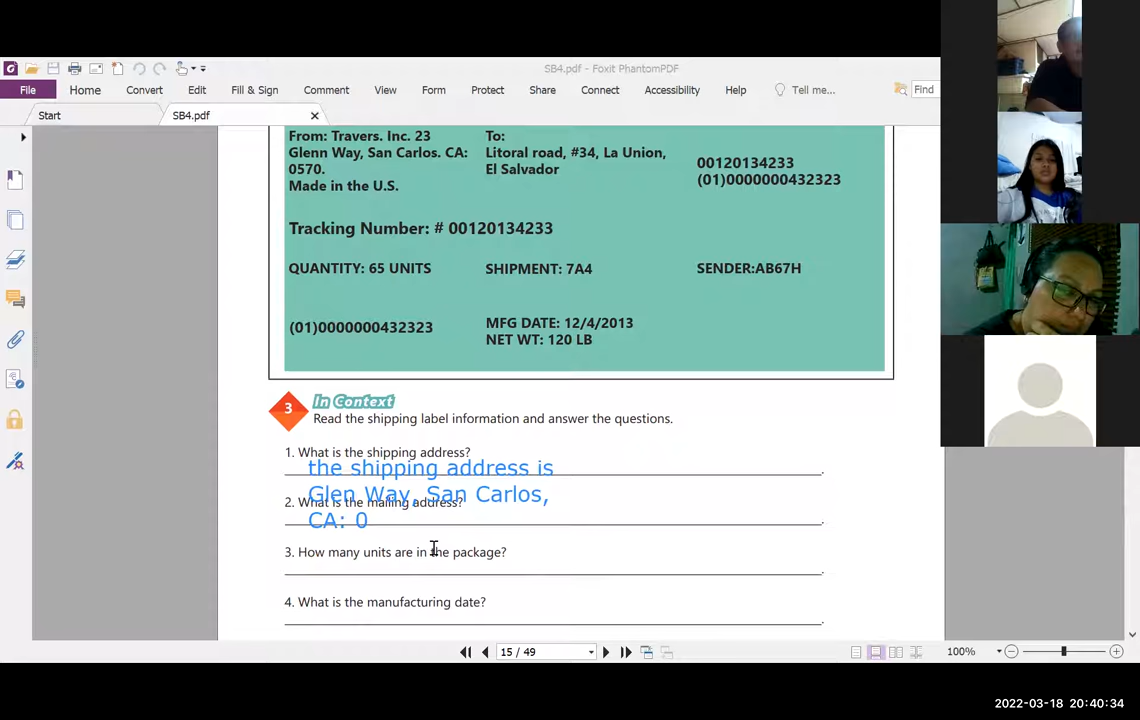 SB4.pdf - Foxit PhantomPDF
File Home Convert Edit Fill & Sign Comment View Form Protect Share Connect Accessibility Help Tell me... Find
Start SB4.pdf
From: Travers. Inc. 23
Glenn Way, San Carlos. CA:
0570.
Made in the U.S.
To:
Litoral road, #34, La Union,
El Salvador
00120134233
(01)0000000432323
Tracking Number: # 00120134233
QUANTITY: 65 UNITS SHIPMENT: 7A4 SENDER:AB67H
(01)0000000432323
MFG DATE: 12/4/2013
NET WT: 120 LB
3 In Context
Read the shipping label information and answer the questions.
1. What is the shipping address?
the shipping address is
Glen Way, San Carlos,
2. What is the mailing address?
CA: 0
3. How many units are in the package?
4. What is the manufacturing date?
15 / 49
100%
2022-03-18 20:40:34